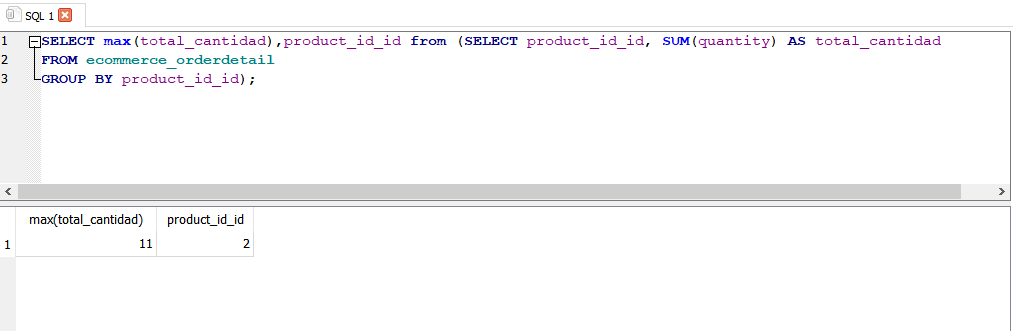 SQL 1
1 SELECT max(total_cantidad),product_id_id from (SELECT product_id_id, SUM(quantity) AS total_cantidad
2 FROM ecommerce_orderdetail
3 GROUP BY product_id_id);
max(total_cantidad) product_id_id
1 11 2